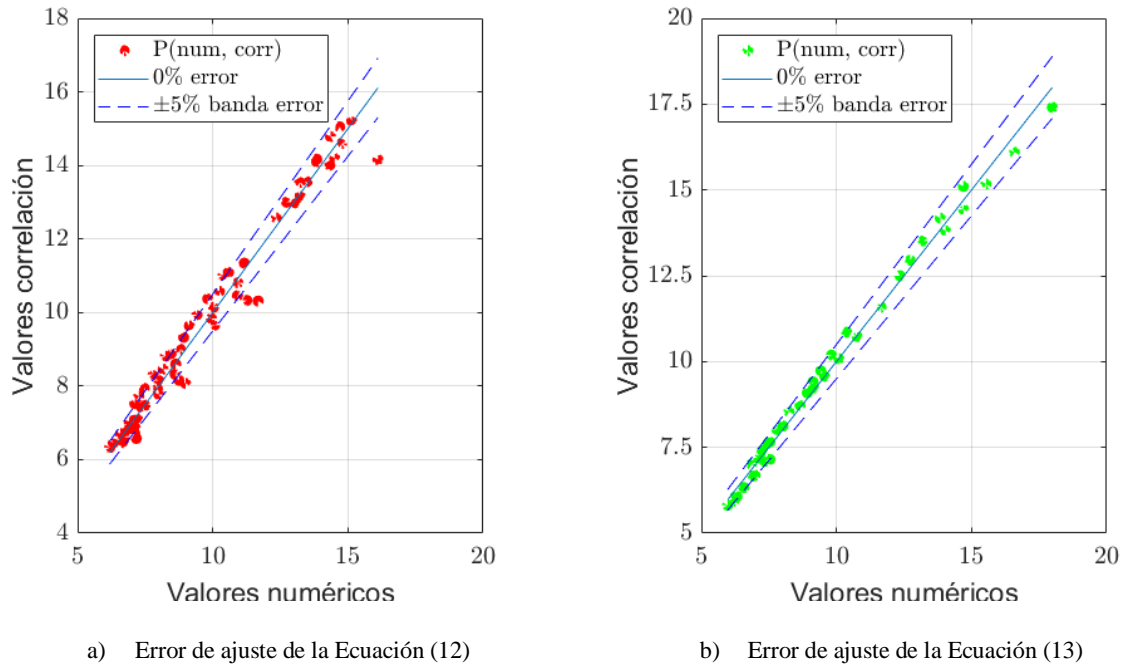 18
16
14
12
10
8
6
4
5
10
15
20
P(num, corr)
0% error
±5% banda error
Valores correlación
Valores numéricos
a) Error de ajuste de la Ecuación (12)
20
17.5
15
12.5
10
7.5
5
5
10
15
20
P(num, corr)
0% error
±5% banda error
Valores correlación
Valores numéricos
b) Error de ajuste de la Ecuación (13)